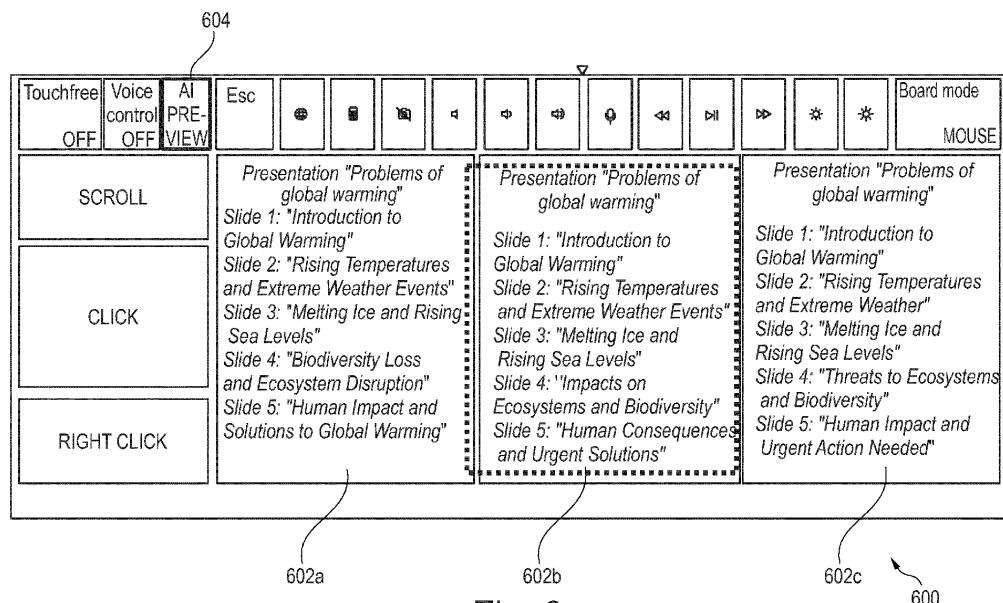 604
Touchfree
OFF
Voice
control
OFF
AI
PRE-
VIEW
Esc
Board mode
MOUSE
SCROLL
CLICK
RIGHT CLICK
Presentation "Problems of
global warming"
Slide 1: "Introduction to
Global Warming"
Slide 2: "Rising Temperatures
and Extreme Weather Events"
Slide 3: "Melting Ice and Rising
Sea Levels"
Slide 4: "Biodiversity Loss
and Ecosystem Disruption"
Slide 5: "Human Impact and
Solutions to Global Warming"
Presentation "Problems of
global warming"
Slide 1: "Introduction to
Global Warming"
Slide 2: "Rising Temperatures
and Extreme Weather Events"
Slide 3: "Melting Ice and
Rising Sea Levels"
Slide 4: "Impacts on
Ecosystems and Biodiversity"
Slide 5: "Human Consequences
and Urgent Solutions"
Presentation "Problems of
global warming"
Slide 1: "Introduction to
Global Warming"
Slide 2: "Rising Temperatures
and Extreme Weather"
Slide 3: "Melting Ice and
Rising Sea Levels"
Slide 4: "Threats to Ecosystems
and Biodiversity"
Slide 5: "Human Impact and
Urgent Action Needed"
602a
602b
602c
600